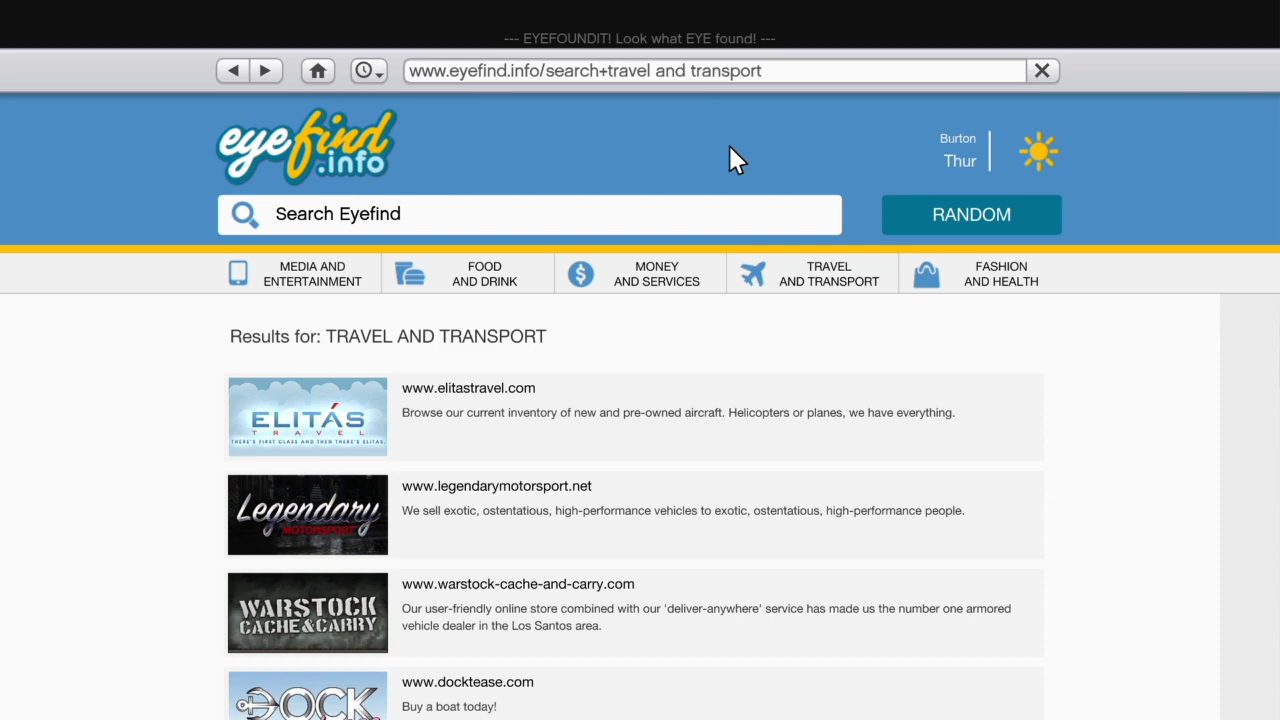 --- EYEFOUNDIT! Look what EYE found! ---
www.eyefind.info/search+travel and transport
eyefind
.info
Burton
Thur
Search Eyefind
RANDOM
MEDIA AND
ENTERTAINMENT
FOOD
AND DRINK
MONEY
AND SERVICES
TRAVEL
AND TRANSPORT
FASHION
AND HEALTH
Results for: TRAVEL AND TRANSPORT
ELITÁS
TRAVEL
THERE'S FIRST CLASS AND THEN THERE'S ELITAS.
www.elitastravel.com
Browse our current inventory of new and pre-owned aircraft. Helicopters or planes, we have everything.
Legendary
MOTORSPORT
www.legendarymotorsport.net
We sell exotic, ostentatious, high-performance vehicles to exotic, ostentatious, high-performance people.
WARSTOCK
CACHE&CARRY
www.warstock-cache-and-carry.com
Our user-friendly online store combined with our 'deliver-anywhere' service has made us the number one armored
vehicle dealer in the Los Santos area.
DOCK
www.docktease.com
Buy a boat today!